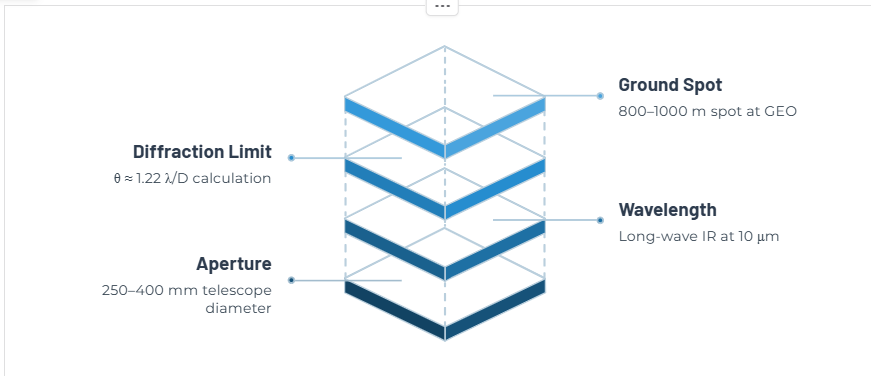 Ground Spot
800–1000 m spot at GEO
Diffraction Limit
θ ≈ 1.22 λ/D calculation
Wavelength
Long-wave IR at 10 μm
Aperture
250–400 mm telescope
diameter